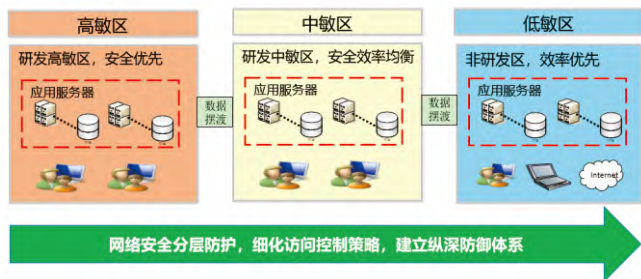 高敏区
中敏区
低敏区
研发高敏区，安全优先
研发中敏区，安全效率均衡
非研发区，效率优先
应用服务器
应用服务器
应用服务器
数据
摆渡
数据
摆渡
Internet
网络安全分层防护，细化访问控制策略，建立纵深防御体系